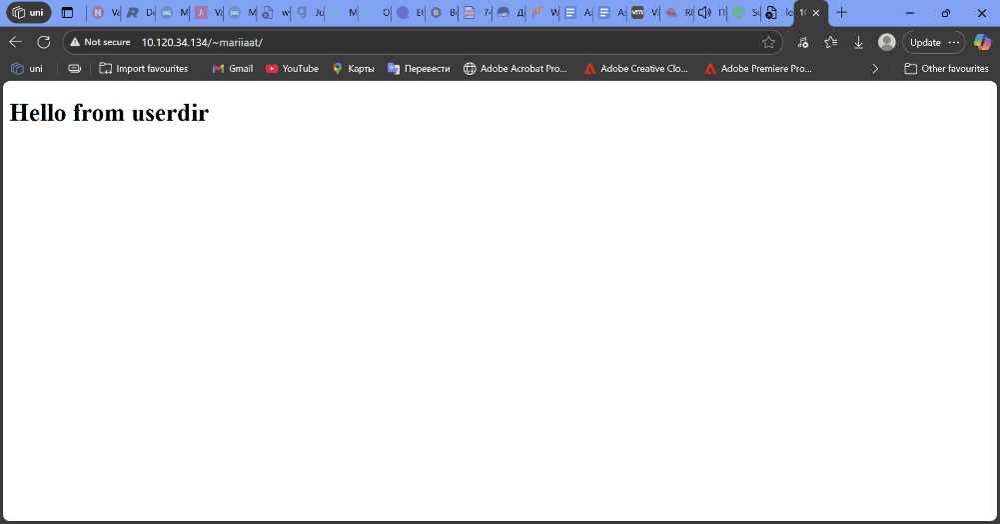 uni
Not secure 10.120.34.134/~mariiaat/ Update
uni Import favourites Gmail YouTube Карты Перевести Adobe Acrobat Pro... Adobe Creative Clo... Adobe Premiere Pro... Other favourites
Hello from userdir